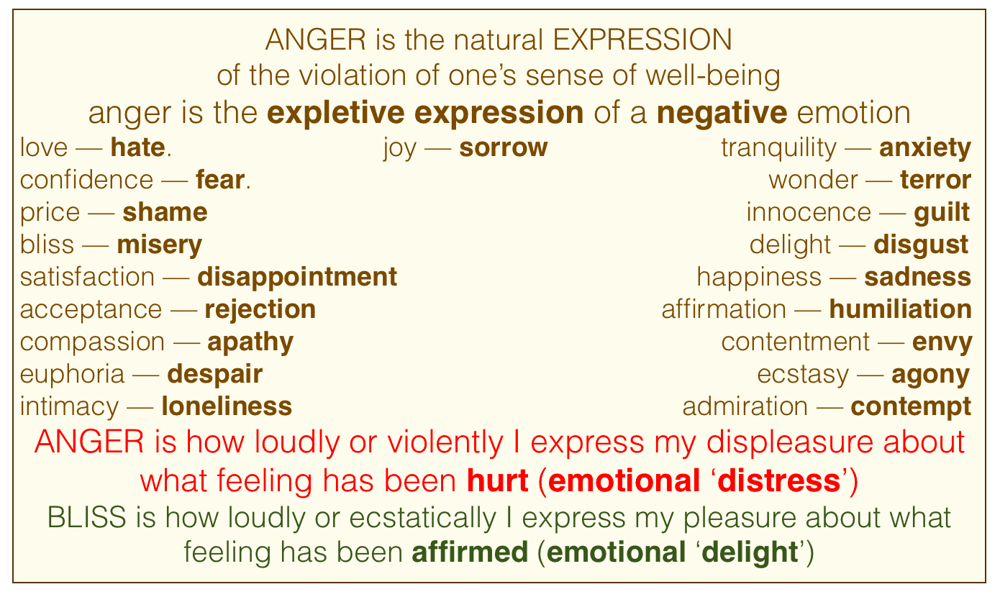 ANGER is the natural EXPRESSION
of the violation of one’s sense of well-being
anger is the expletive expression of a negative emotion
love — hate. joy — sorrow tranquility — anxiety
confidence — fear. wonder — terror
price — shame innocence — guilt
bliss — misery delight — disgust
satisfaction — disappointment happiness — sadness
acceptance — rejection affirmation — humiliation
compassion — apathy contentment — envy
euphoria — despair ecstasy — agony
intimacy — loneliness admiration — contempt
ANGER is how loudly or violently I express my displeasure about
what feeling has been hurt (emotional ‘distress’)
BLISS is how loudly or ecstatically I express my pleasure about what
feeling has been affirmed (emotional ‘delight’)